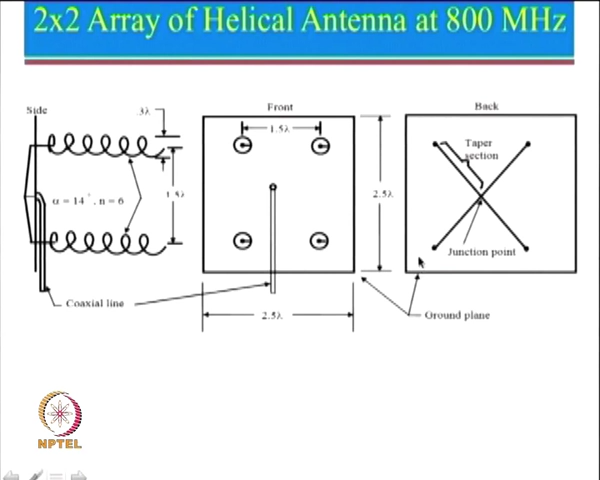 2x2 Array of Helical Antenna at 800 MHz
Side
.3λ
Front
Back
1.5λ
Taper
section
α = 14°, n = 6
1.5λ
2.5λ
Junction point
Coaxial line
2.5λ
Ground plane
NPTEL